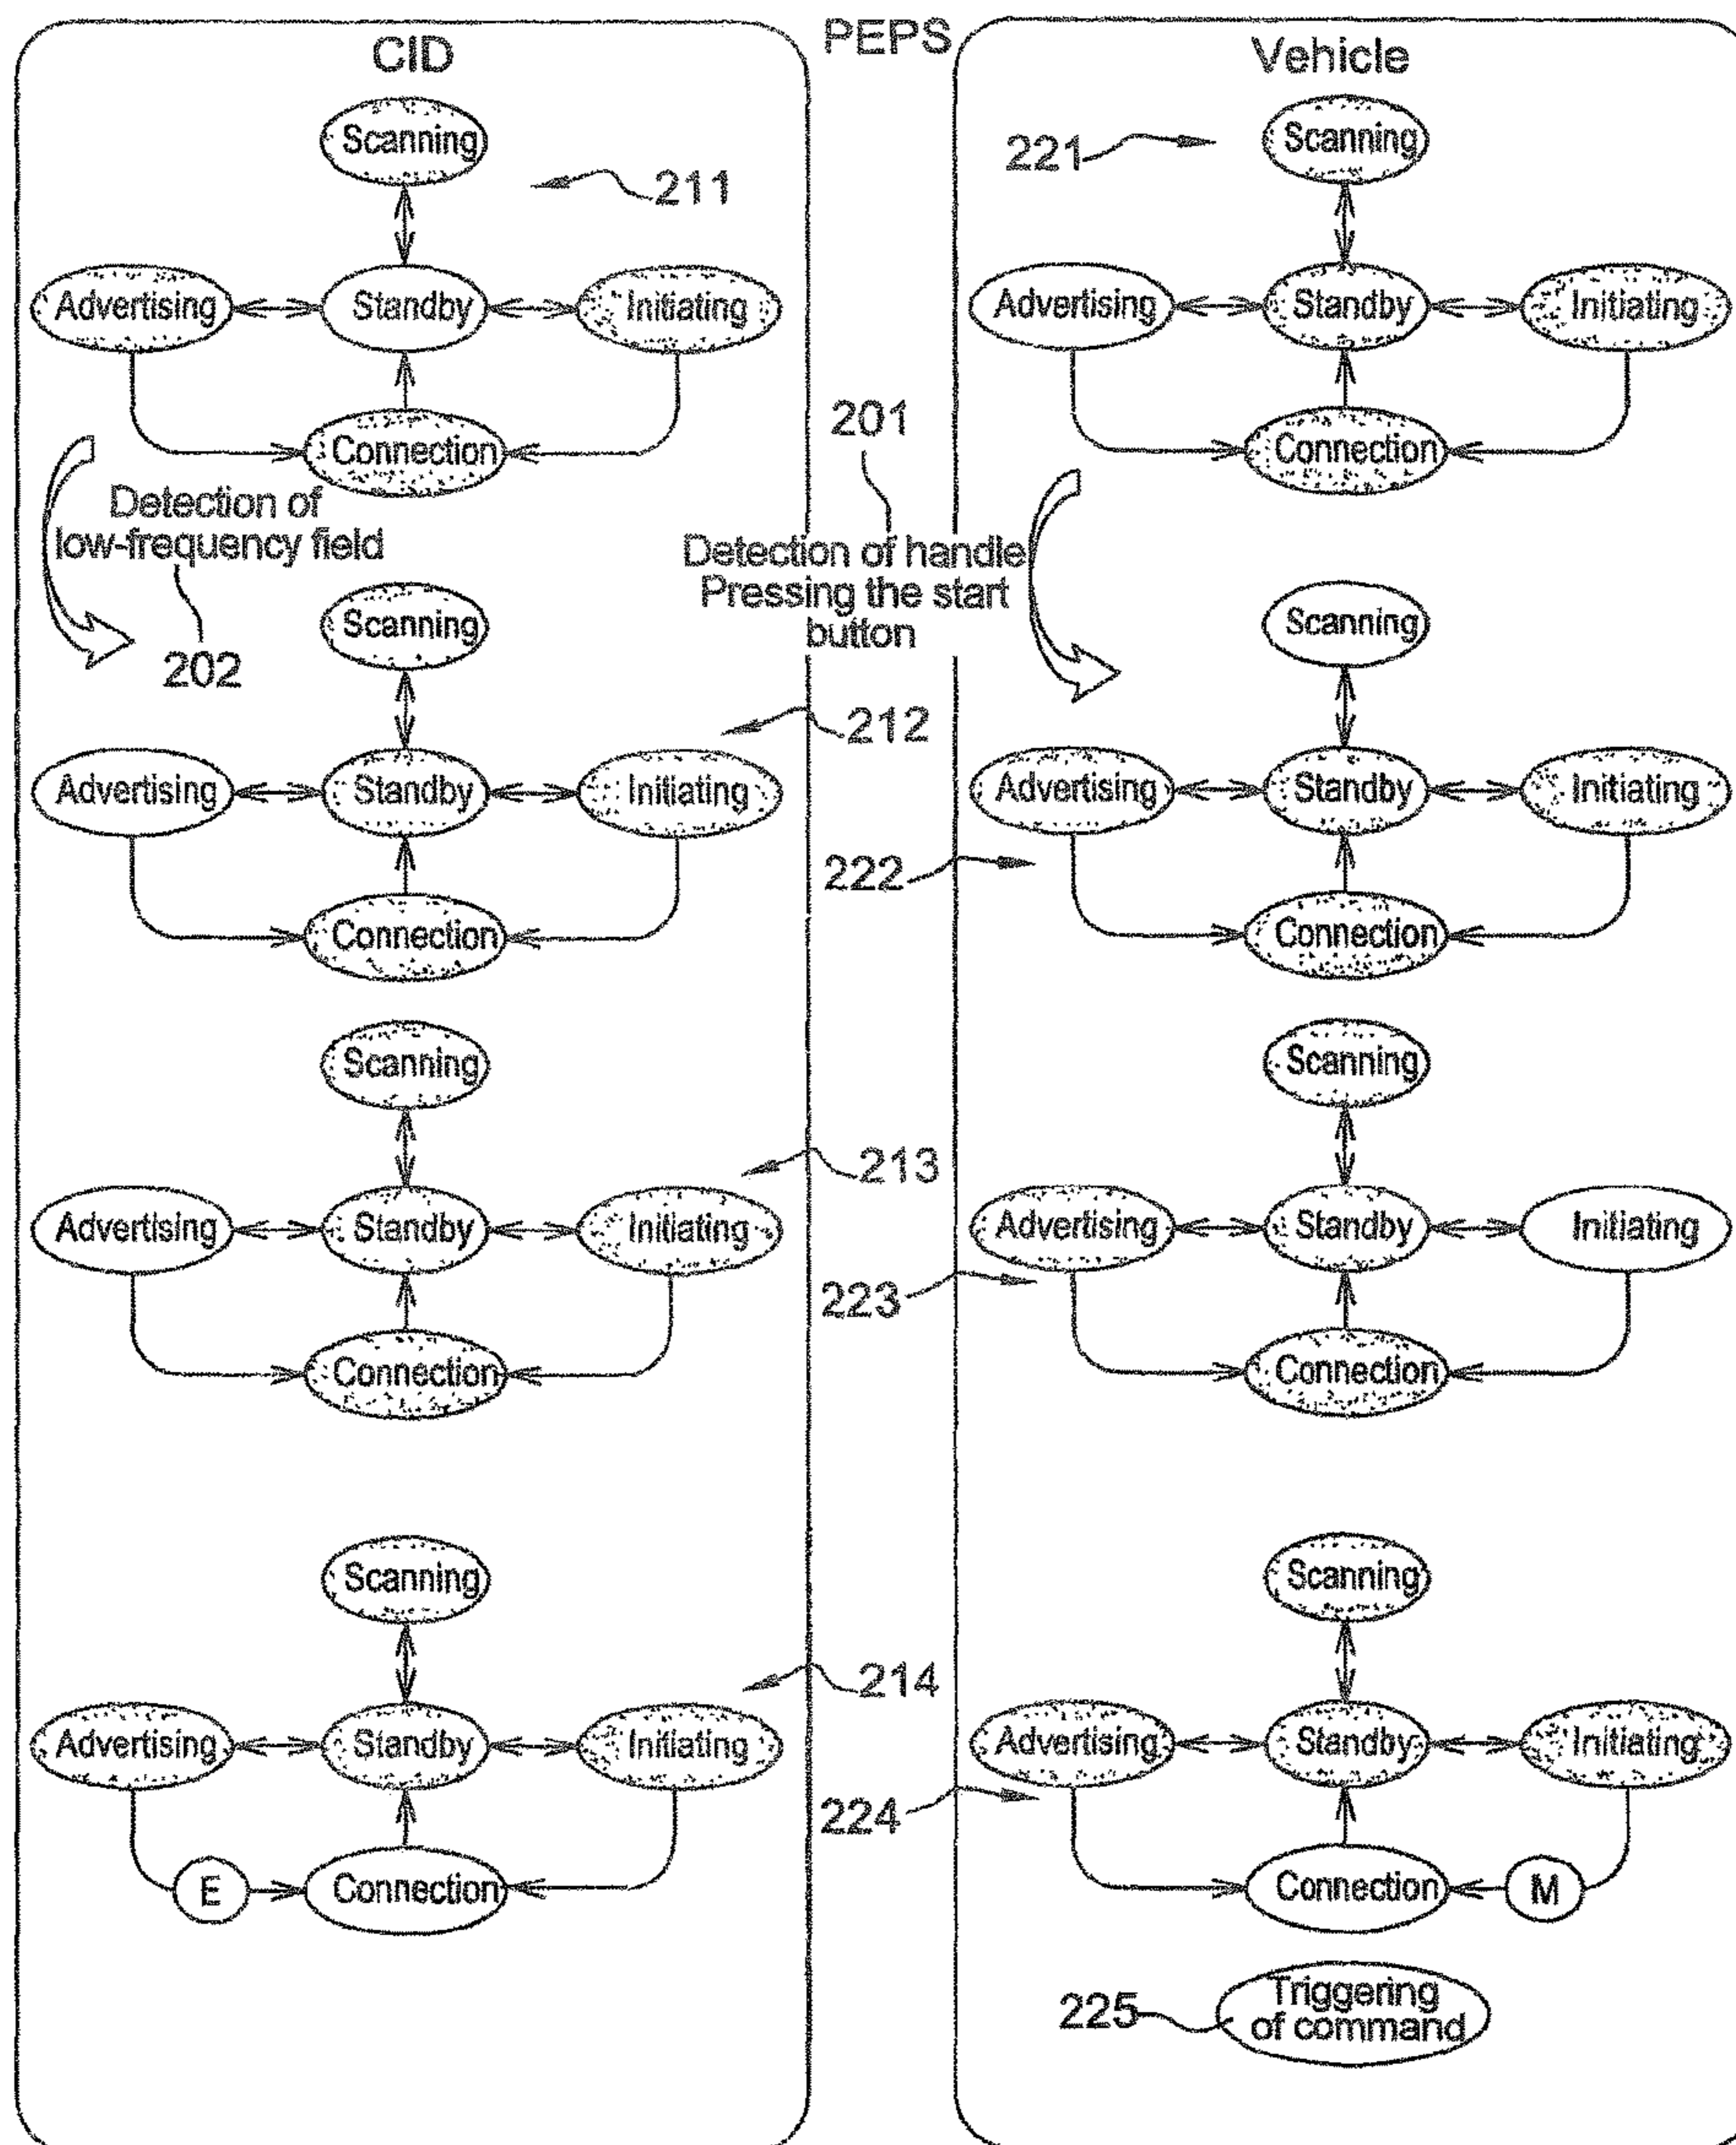 PEPS
CID
Scanning
211
Advertising
Standby
Initiating
Connection
Detection of
low-frequency field
202
Scanning
212
Advertising
Standby
Initiating
Connection
Scanning
213
Advertising
Standby
Initiating
Connection
Scanning
214
Advertising
Standby
Initiating
E
Connection
201
Detection of handle
Pressing the start
button
Vehicle
221
Scanning
Advertising
Standby
Initiating
Connection
Scanning
Advertising
Standby
Initiating
222
Connection
Scanning
Advertising
Standby
Initiating
223
Connection
Scanning
Advertising
Standby
Initiating
224
Connection
M
225
Triggering
of command